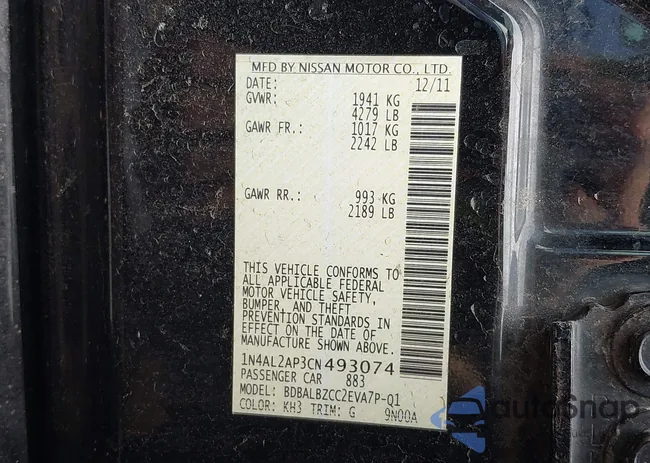 MFD BY NISSAN MOTOR CO., LTD.
DATE: 12/11
GVWR: 1941 KG
4279 LB
GAWR FR.: 1017 KG
2242 LB
GAWR RR.: 993 KG
2189 LB
THIS VEHICLE CONFORMS TO
ALL APPLICABLE FEDERAL
MOTOR VEHICLE SAFETY,
BUMPER, AND THEFT
PREVENTION STANDARDS IN
EFFECT ON THE DATE OF
MANUFACTURE SHOWN ABOVE.
1N4AL2AP3CN493074
PASSENGER CAR 883
MODEL: BDBALBZCC2EVA7P-Q1
COLOR: KH3 TRIM: G 9N00A
autoSnap